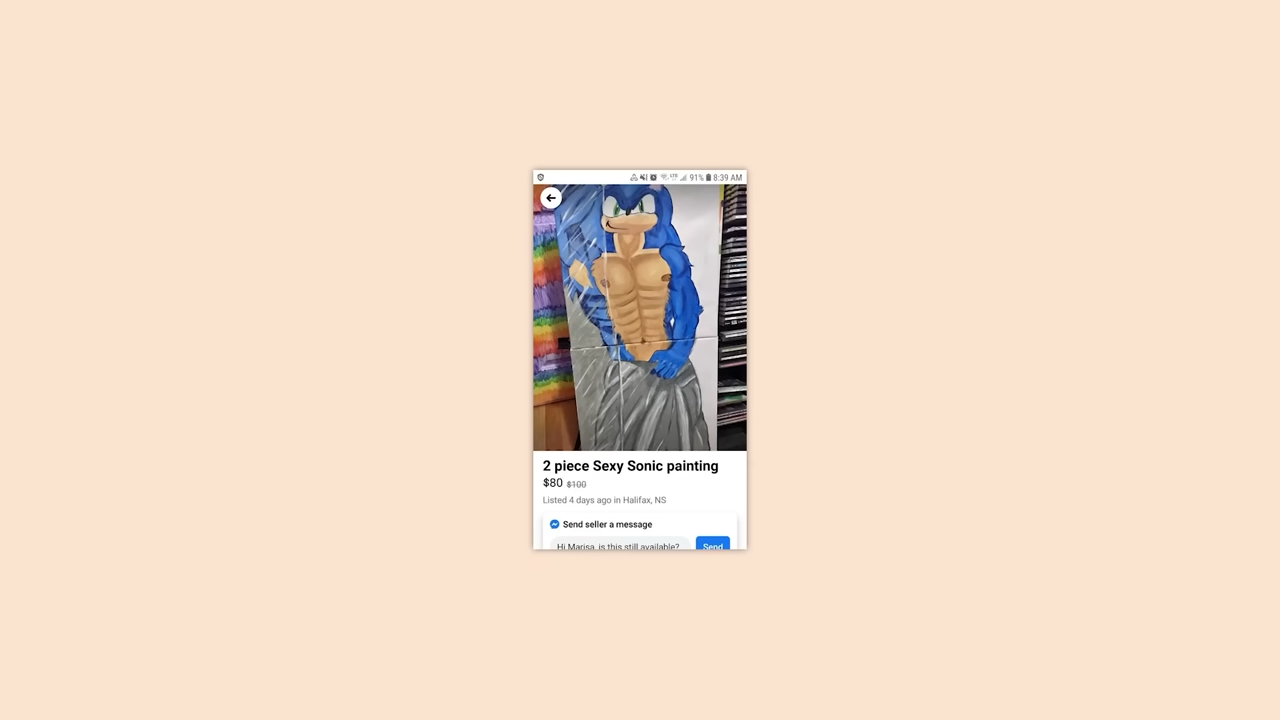 LTE 91% 8:39 AM
2 piece Sexy Sonic painting
$80 $100
Listed 4 days ago in Halifax, NS
Send seller a message
Hi Marisa, is this still available? Send